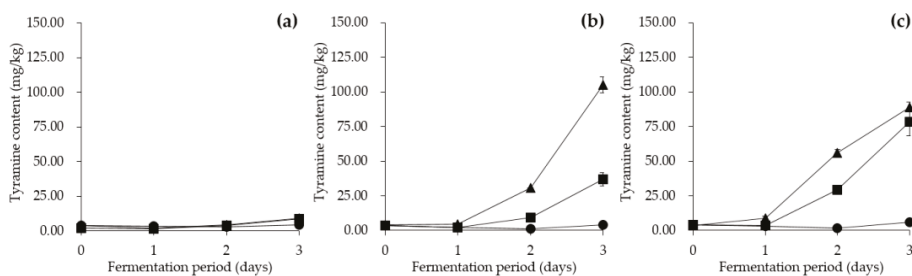 (a)
150.00
125.00
100.00
75.00
50.00
25.00
0.00
Tyramine content (mg/kg)
0 1 2 3
Fermentation period (days)
(b)
150.00
125.00
100.00
75.00
50.00
25.00
0.00
Tyramine content (mg/kg)
0 1 2 3
Fermentation period (days)
(c)
150.00
125.00
100.00
75.00
50.00
25.00
0.00
Tyramine content (mg/kg)
0 1 2 3
Fermentation period (days)